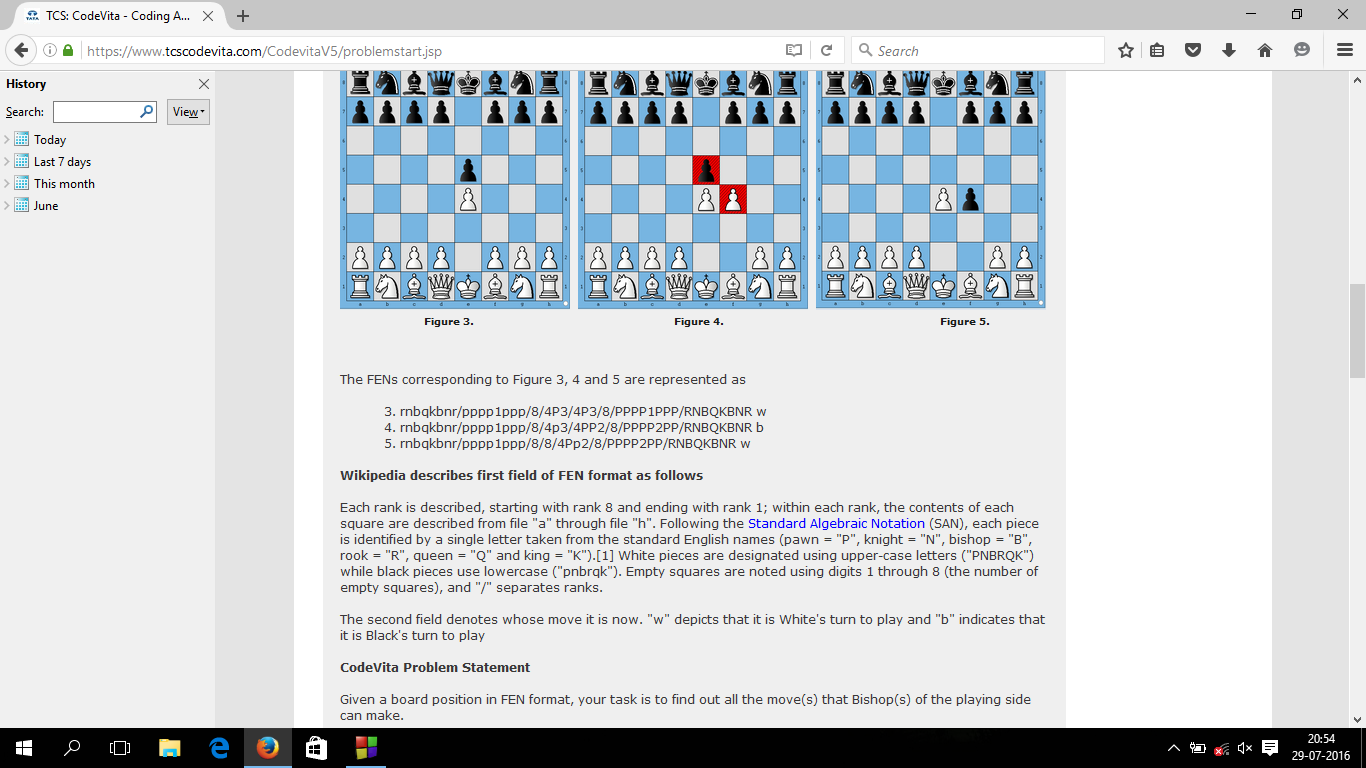 TCS: CodeVita - Coding A...
https://www.tcscodevita.com/CodevitaV5/problemstart.jsp
Search
History
Search:
View
Today
Last 7 days
This month
June
Figure 3.
Figure 4.
Figure 5.
The FENs corresponding to Figure 3, 4 and 5 are represented as
3. rnbqkbnr/pppp1ppp/8/4P3/4P3/8/PPPP1PPP/RNBQKBNR w
4. rnbqkbnr/pppp1ppp/8/4p3/4PP2/8/PPPP2PP/RNBQKBNR b
5. rnbqkbnr/pppp1ppp/8/8/4Pp2/8/PPPP2PP/RNBQKBNR w
Wikipedia describes first field of FEN format as follows
Each rank is described, starting with rank 8 and ending with rank 1; within each rank, the contents of each
square are described from file "a" through file "h". Following the Standard Algebraic Notation (SAN), each piece
is identified by a single letter taken from the standard English names (pawn = "P", knight = "N", bishop = "B",
rook = "R", queen = "Q" and king = "K").[1] White pieces are designated using upper-case letters ("PNBRQK")
while black pieces use lowercase ("pnbrqk"). Empty squares are noted using digits 1 through 8 (the number of
empty squares), and "/" separates ranks.
The second field denotes whose move it is now. "w" depicts that it is White's turn to play and "b" indicates that
it is Black's turn to play
CodeVita Problem Statement
Given a board position in FEN format, your task is to find out all the move(s) that Bishop(s) of the playing side
can make.
20:54
29-07-2016